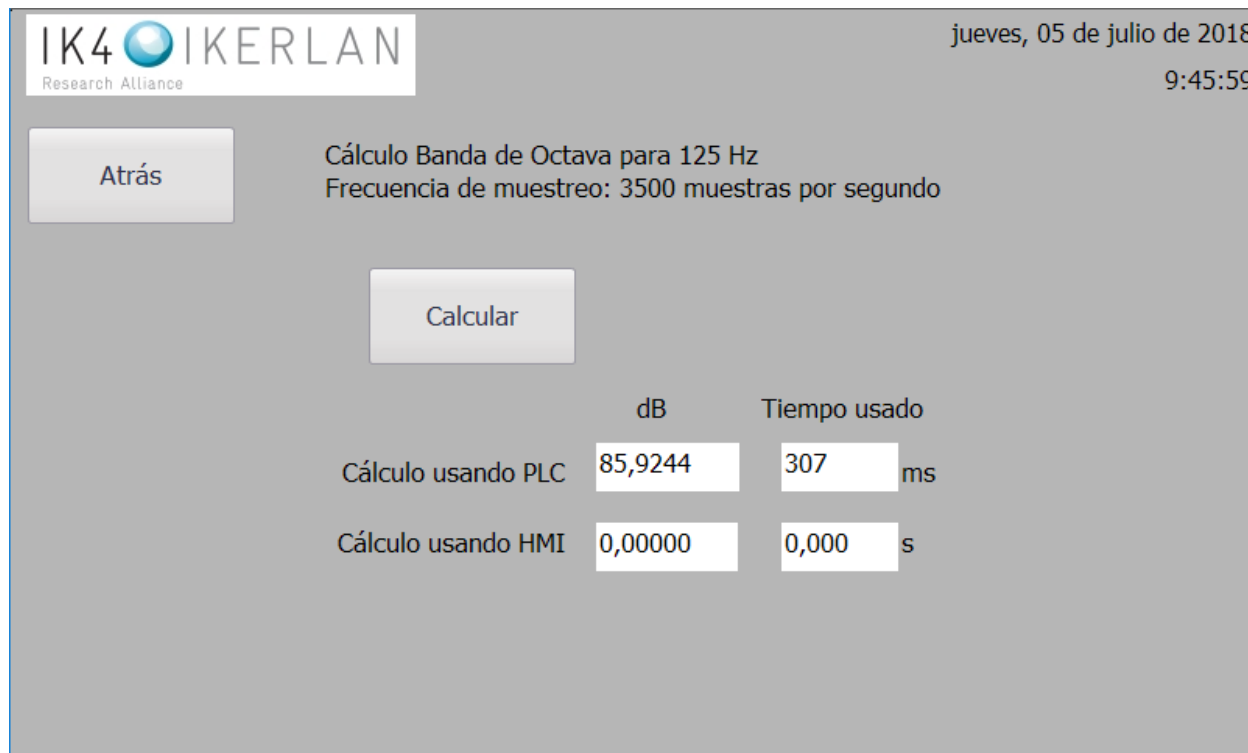 IK4 IKERLAN
Research Alliance
jueves, 05 de julio de 2018
9:45:59
Atrás
Cálculo Banda de Octava para 125 Hz
Frecuencia de muestreo: 3500 muestras por segundo
Calcular
dB Tiempo usado
Cálculo usando PLC 85,9244 307 ms
Cálculo usando HMI 0,00000 0,000 s